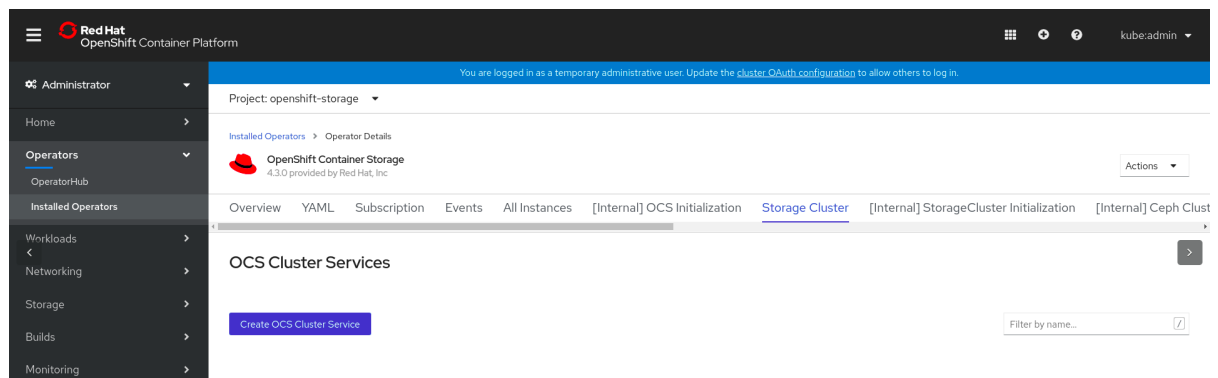 Red Hat
OpenShift Container Platform
kube:admin
Administrator
You are logged in as a temporary administrative user. Update the cluster OAuth configuration to allow others to log in.
Project: openshift-storage
Home
Installed Operators > Operator Details
Operators
OpenShift Container Storage
4.3.0 provided by Red Hat, Inc
Actions
OperatorHub
Installed Operators
Overview YAML Subscription Events All Instances [Internal] OCS Initialization Storage Cluster [Internal] StorageCluster Initialization [Internal] Ceph Clust
Workloads
Networking
OCS Cluster Services
Storage
Create OCS Cluster Service
Filter by name...
/
Builds
Monitoring